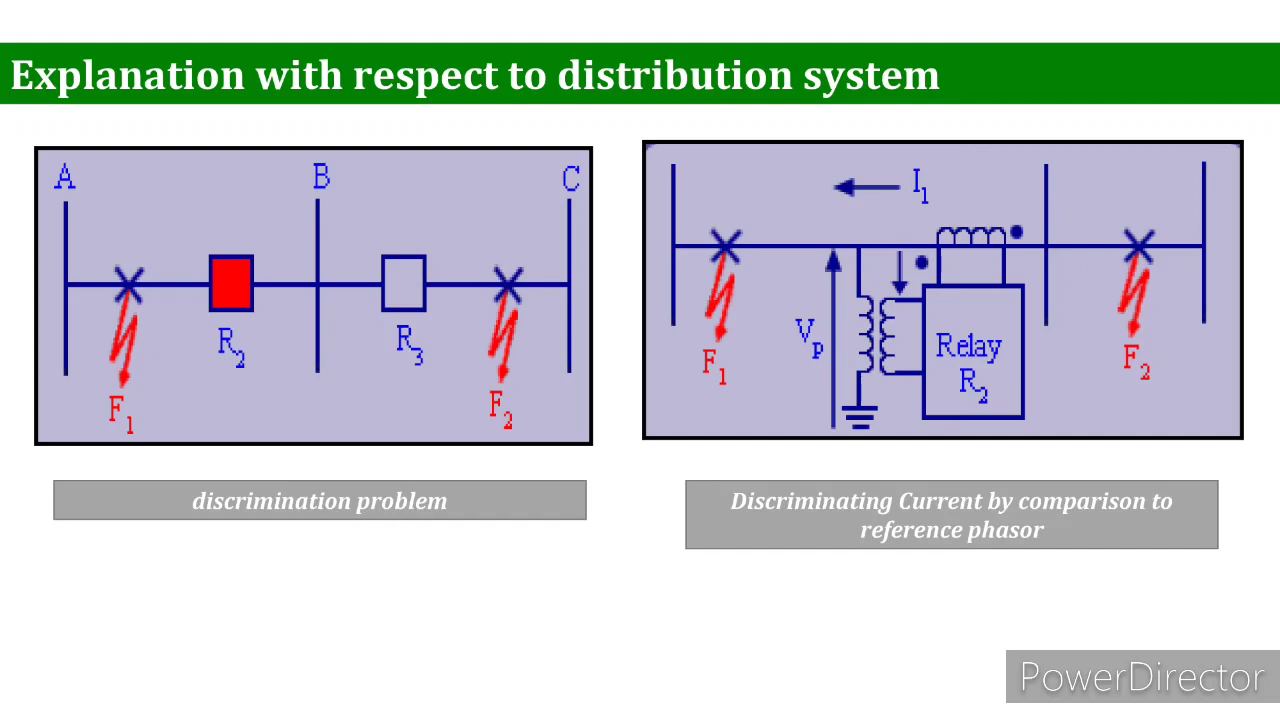 Explanation with respect to distribution system
A B C
R2
R3
F1
F2
discrimination problem
I1
Vp
Relay
R2
F1
F2
Discriminating Current by comparison to
reference phasor
PowerDirector